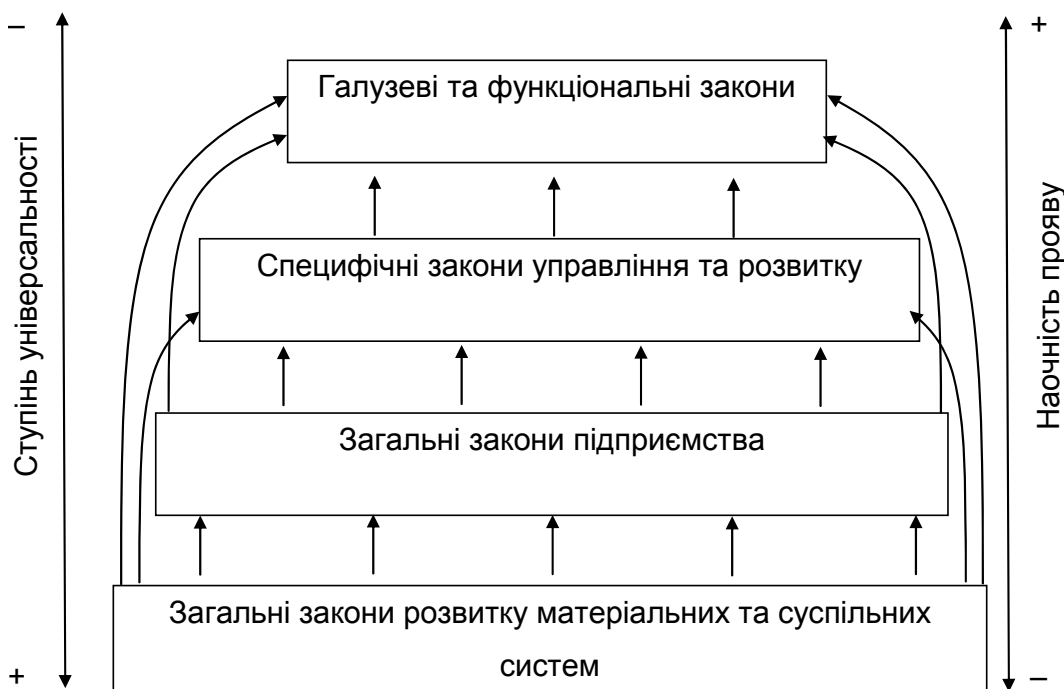 –
+
Галузеві та функціональні закони
Специфічні закони управління та розвитку
Загальні закони підприємства
Загальні закони розвитку матеріальних та суспільних
систем
Ступінь універсальності
Наочність прояву
+
–